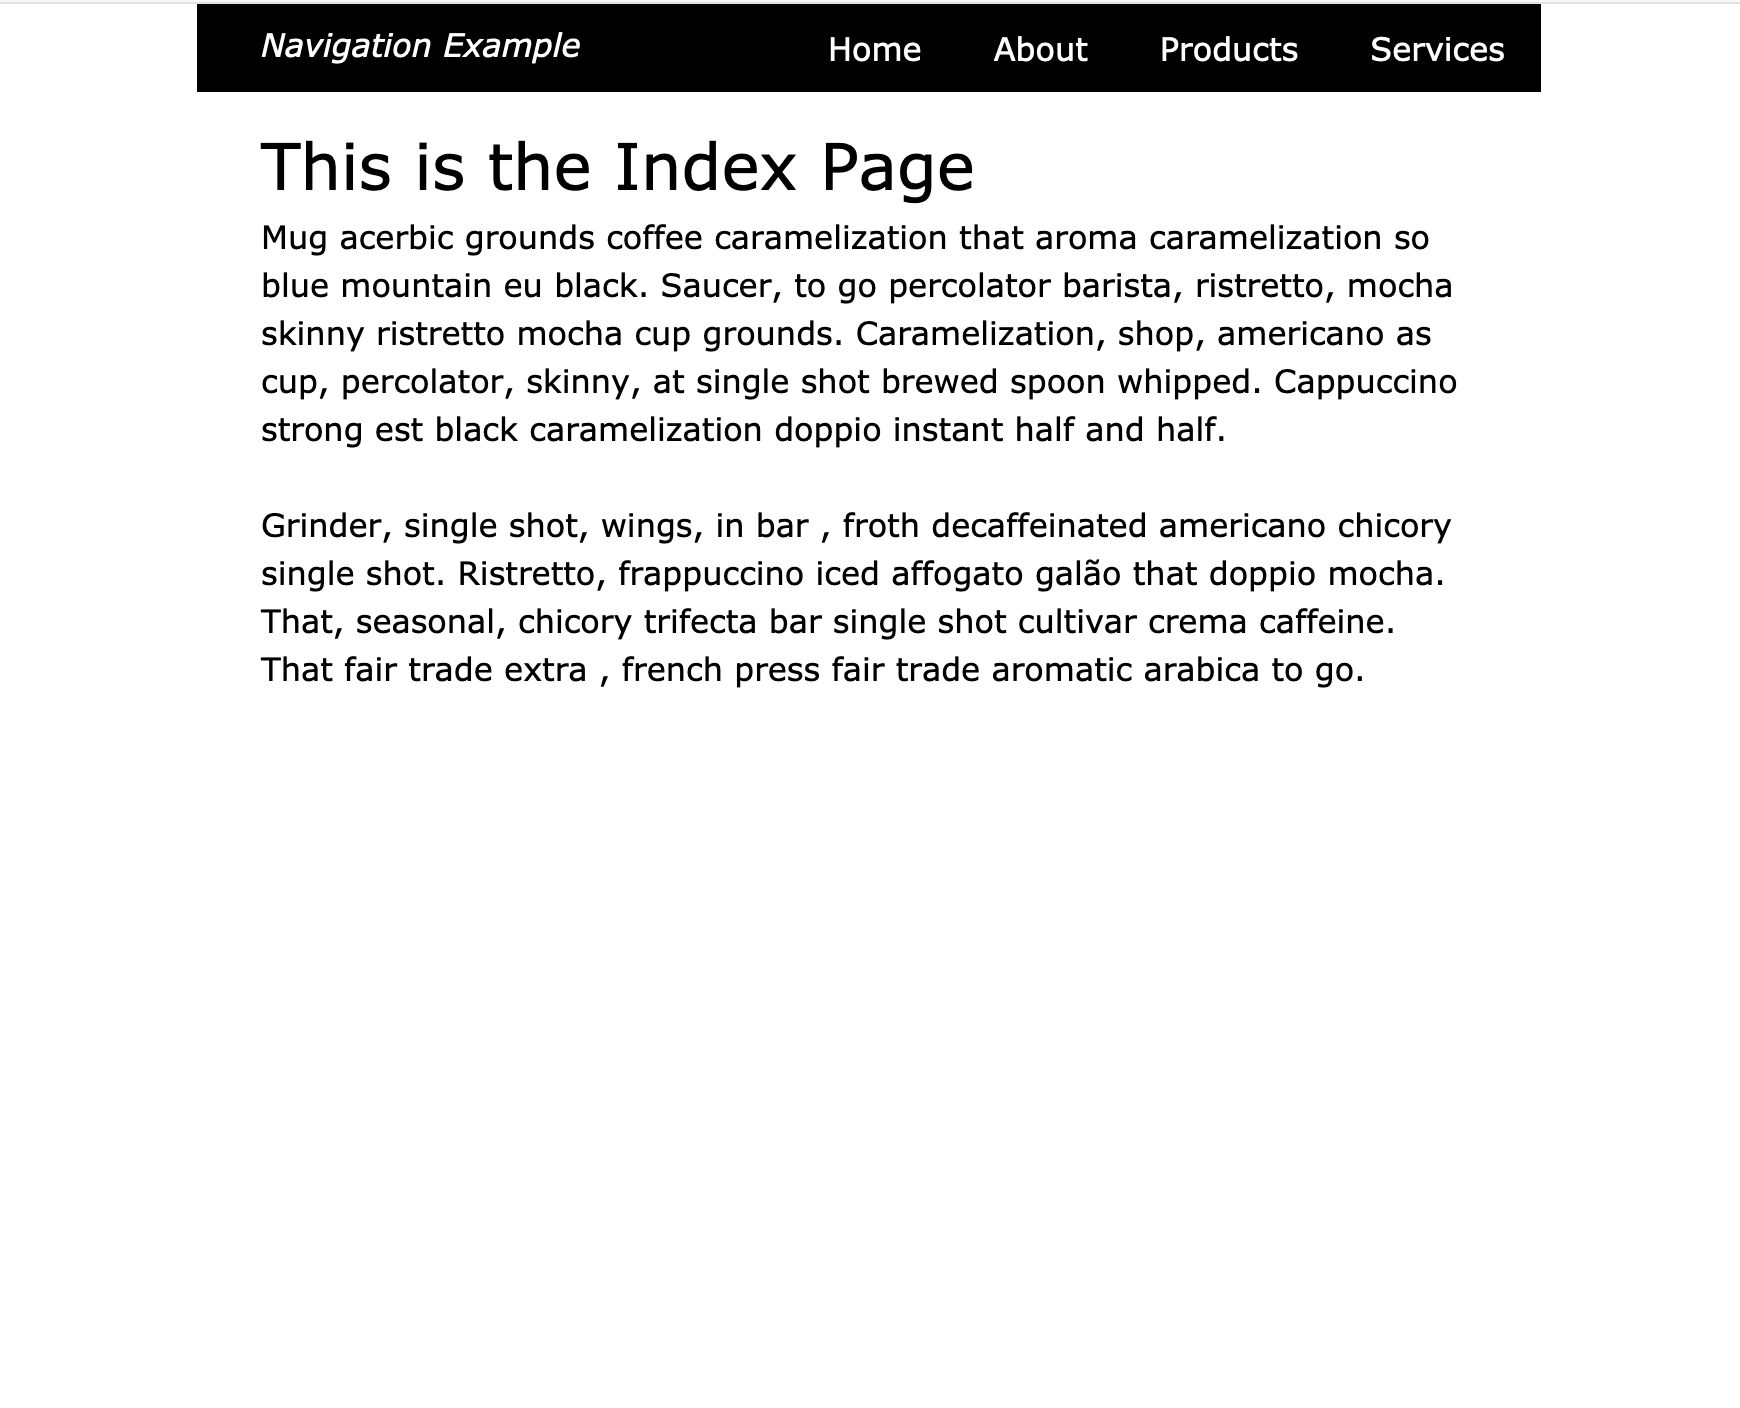 Navigation Example
Home About Products Services
This is the Index Page
Mug acerbic grounds coffee caramelization that aroma caramelization so
blue mountain eu black. Saucer, to go percolator barista, ristretto, mocha
skinny ristretto mocha cup grounds. Caramelization, shop, americano as
cup, percolator, skinny, at single shot brewed spoon whipped. Cappuccino
strong est black caramelization doppio instant half and half.
Grinder, single shot, wings, in bar , froth decaffeinated americano chicory
single shot. Ristretto, frappuccino iced affogato galão that doppio mocha.
That, seasonal, chicory trifecta bar single shot cultivar crema caffeine.
That fair trade extra , french press fair trade aromatic arabica to go.